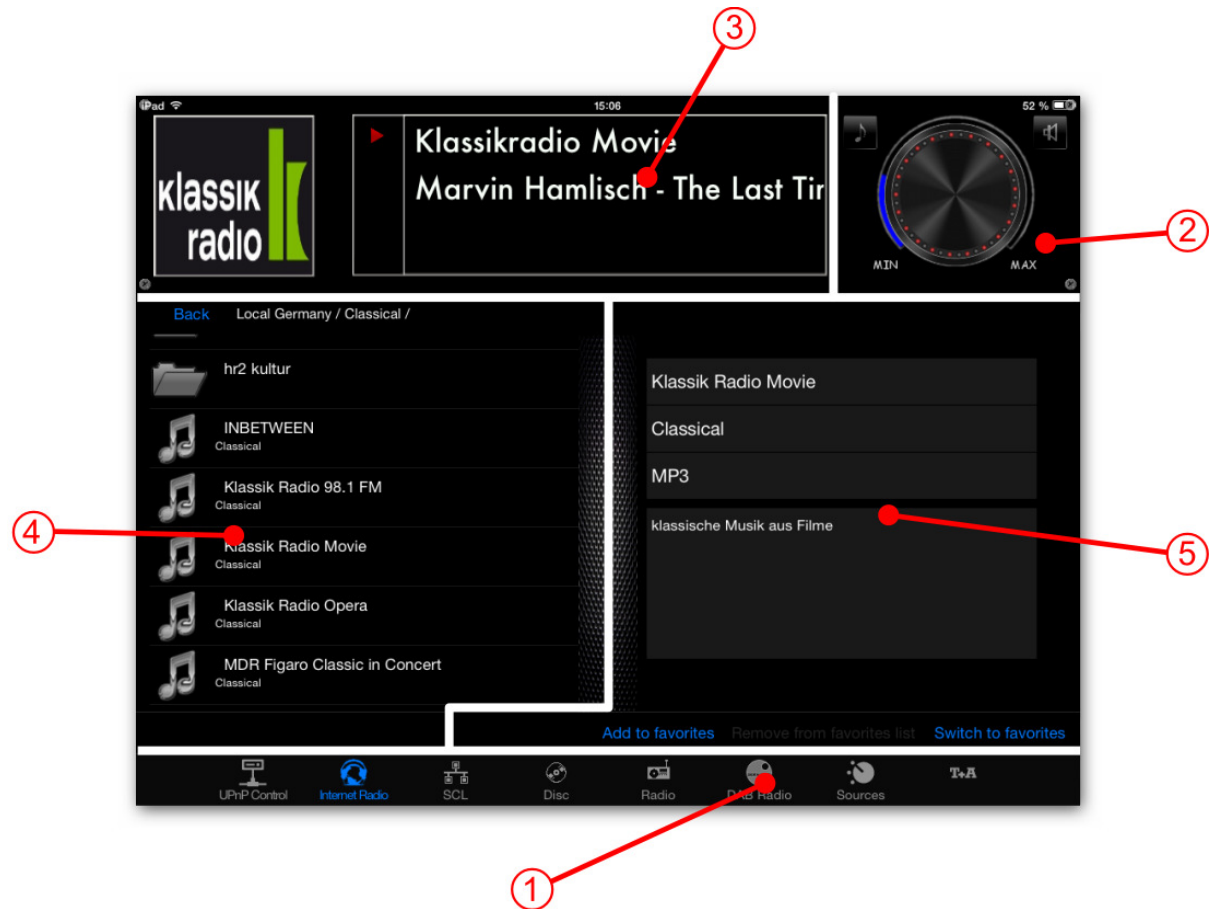 3
iPad 15:06 52 %
Klassik
radio
Klassikradio Movie
Marvin Hamlisch - The Last Tir
MIN MAX
2
Back Local Germany / Classical /
hr2 kultur
INBETWEEN
Classical
Klassik Radio 98.1 FM
Classical
Klassik Radio Movie
Classical
Klassik Radio Opera
Classical
MDR Figaro Classic in Concert
Classical
4
Klassik Radio Movie
Classical
MP3
klassische Musik aus Filme
5
Add to favorites Remove from favorites list Switch to favorites
UPnP Control Internet Radio SCL Disc Radio DAB Radio Sources T+A
1